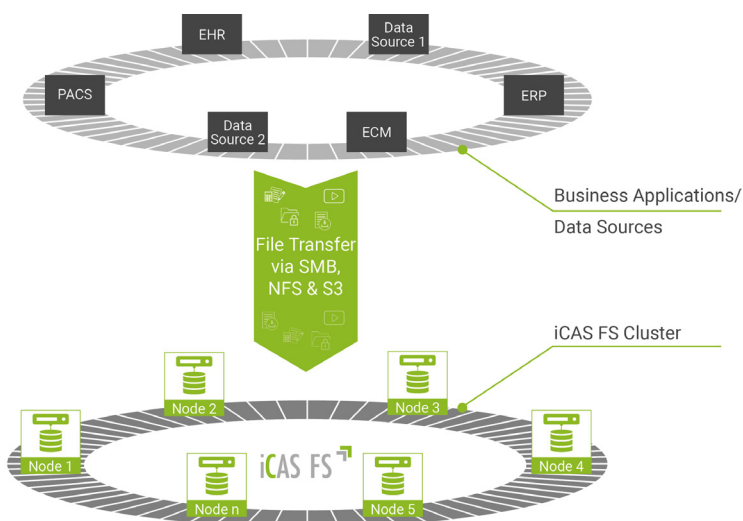 EHR
Data
Source 1
PACS
ERP
Data
Source 2
ECM
Business Applications/
Data Sources
File Transfer
via SMB,
NFS & S3
iCAS FS Cluster
Node 2
Node 3
Node 1
Node 4
iCAS FS
Node n
Node 5